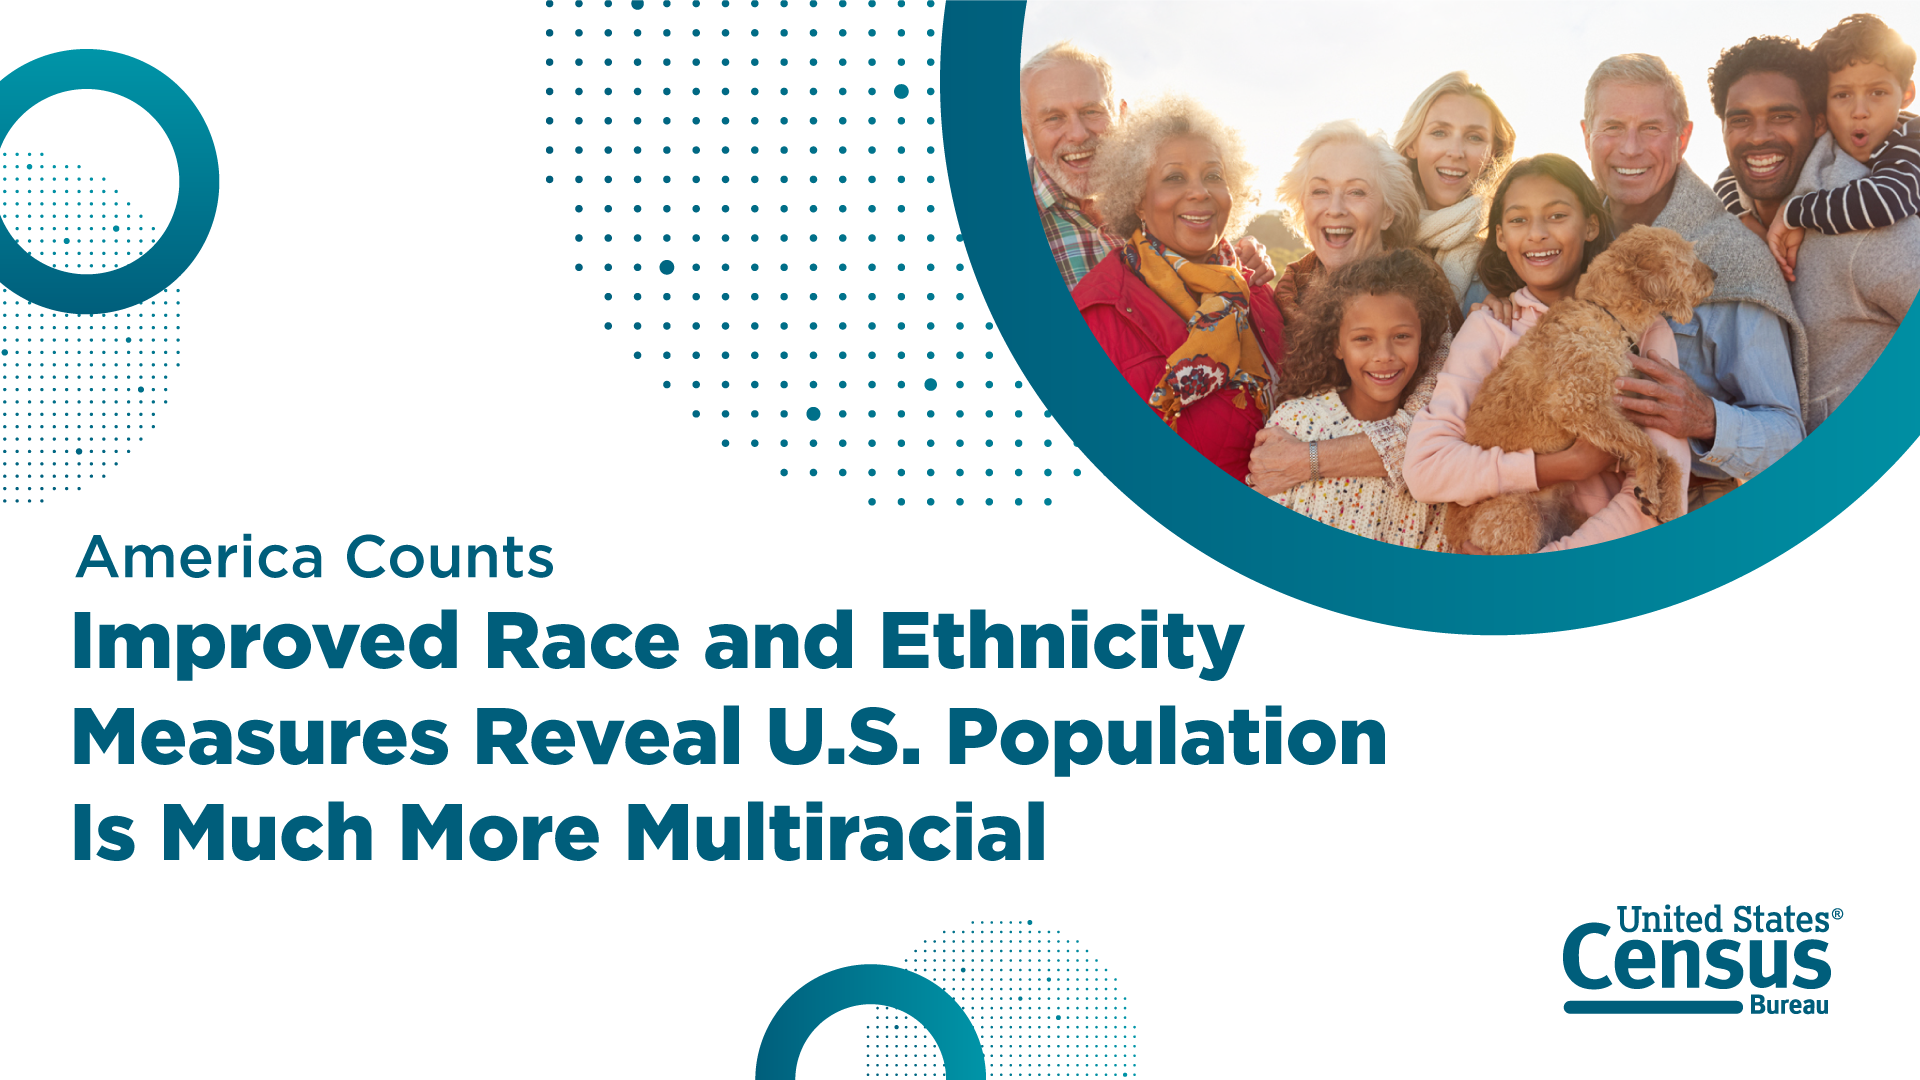 America Counts
Improved Race and Ethnicity
Measures Reveal U.S. Population
Is Much More Multiracial
United States®
Census
Bureau